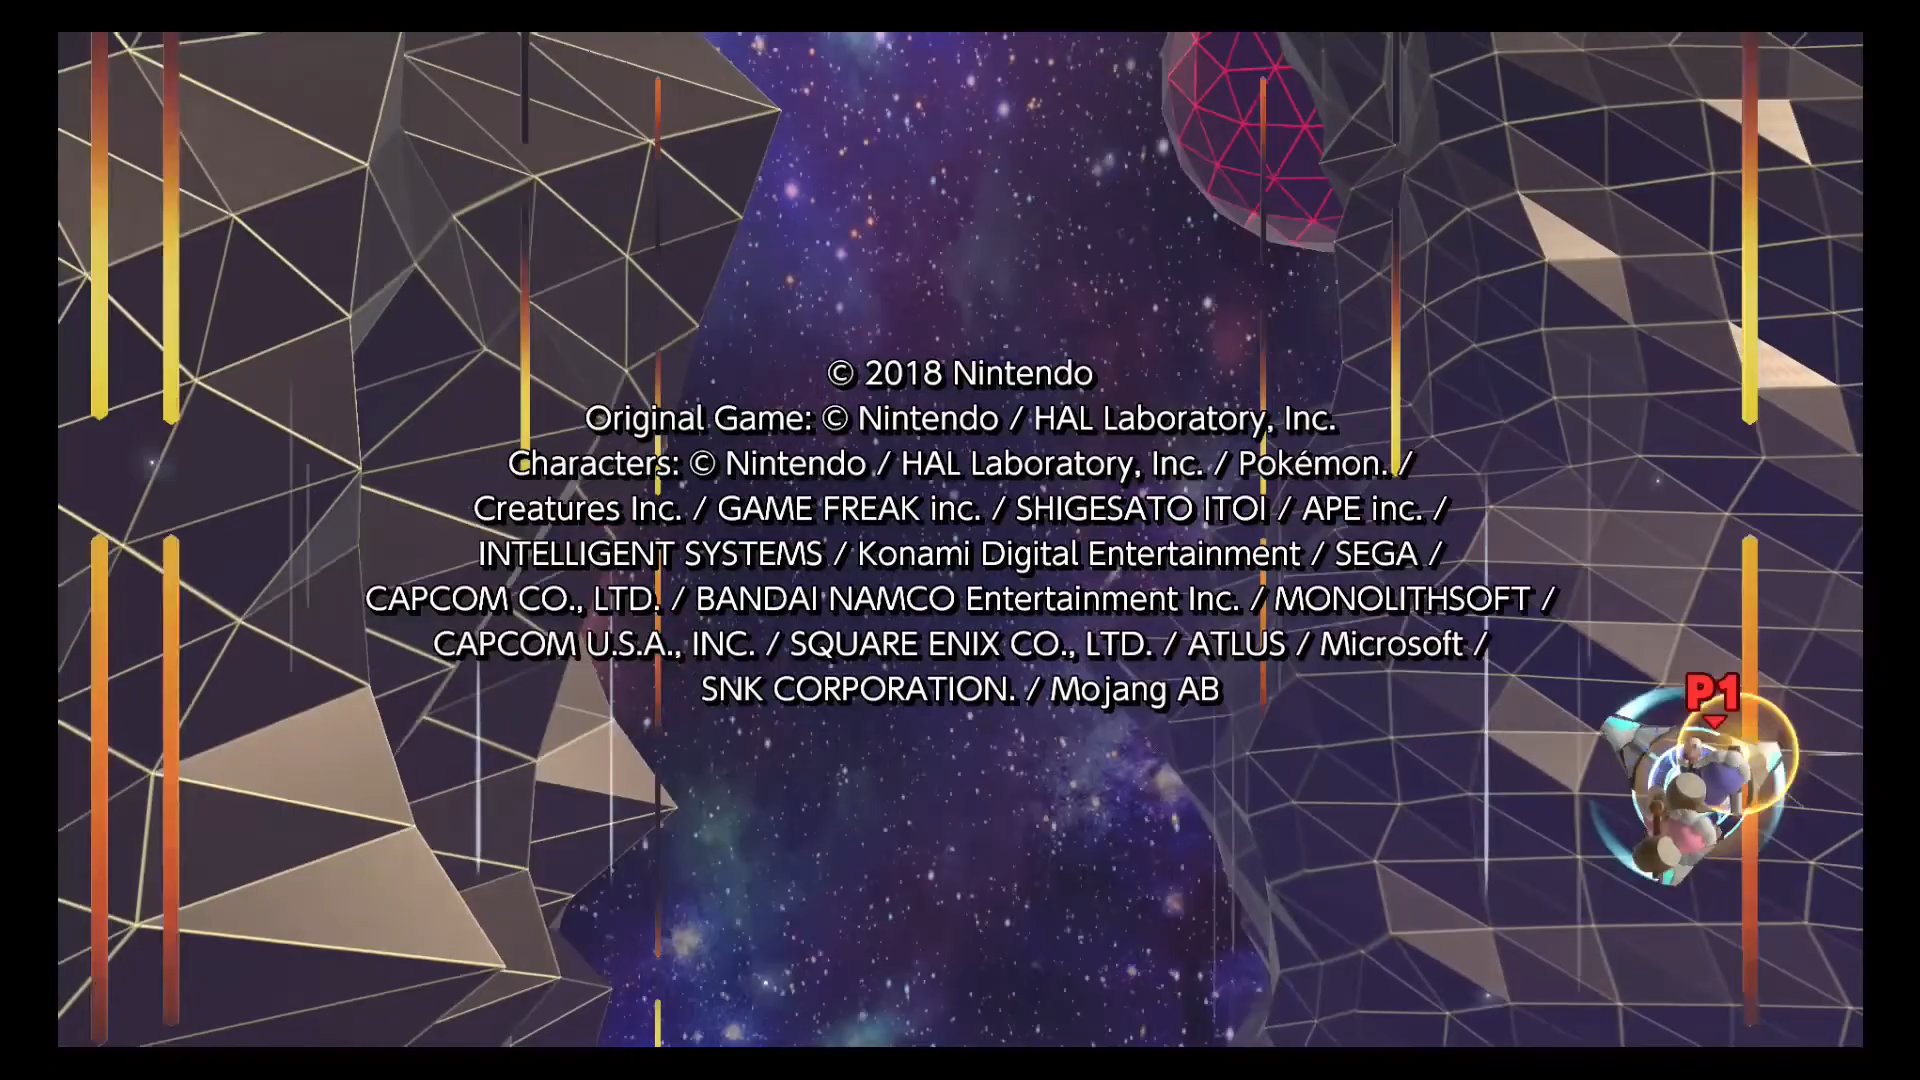 © 2018 Nintendo
Original Game: © Nintendo / HAL Laboratory, Inc.
Characters: © Nintendo / HAL Laboratory, Inc. / Pokémon. /
Creatures Inc. / GAME FREAK inc. / SHIGESATO ITOI / APE inc. /
INTELLIGENT SYSTEMS / Konami Digital Entertainment / SEGA /
CAPCOM CO., LTD. / BANDAI NAMCO Entertainment Inc. / MONOLITHSOFT /
CAPCOM U.S.A., INC. / SQUARE ENIX CO., LTD. / ATLUS / Microsoft /
SNK CORPORATION. / Mojang AB
P1